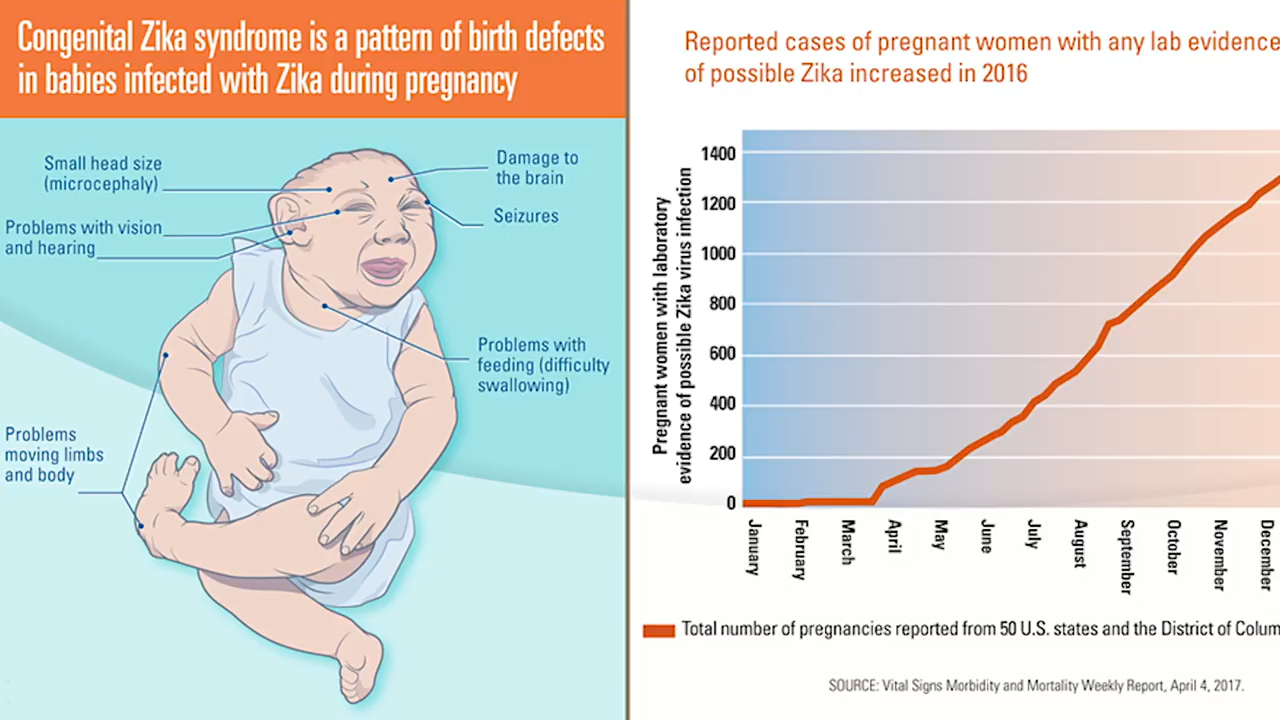 Congenital Zika syndrome is a pattern of birth defects
in babies infected with Zika during pregnancy
Small head size
(microcephaly)
Problems with vision
and hearing
Damage to
the brain
Seizures
Problems with
feeding (difficulty
swallowing)
Problems
moving limbs
and body
Reported cases of pregnant women with any lab evidence
of possible Zika increased in 2016
Pregnant women with laboratory
evidence of possible Zika virus infection
1400
1200
1000
800
600
400
200
0
January
February
March
April
May
June
July
August
September
October
November
December
Total number of pregnancies reported from 50 U.S. states and the District of Colum
SOURCE: Vital Signs Morbidity and Mortality Weekly Report, April 4, 2017.